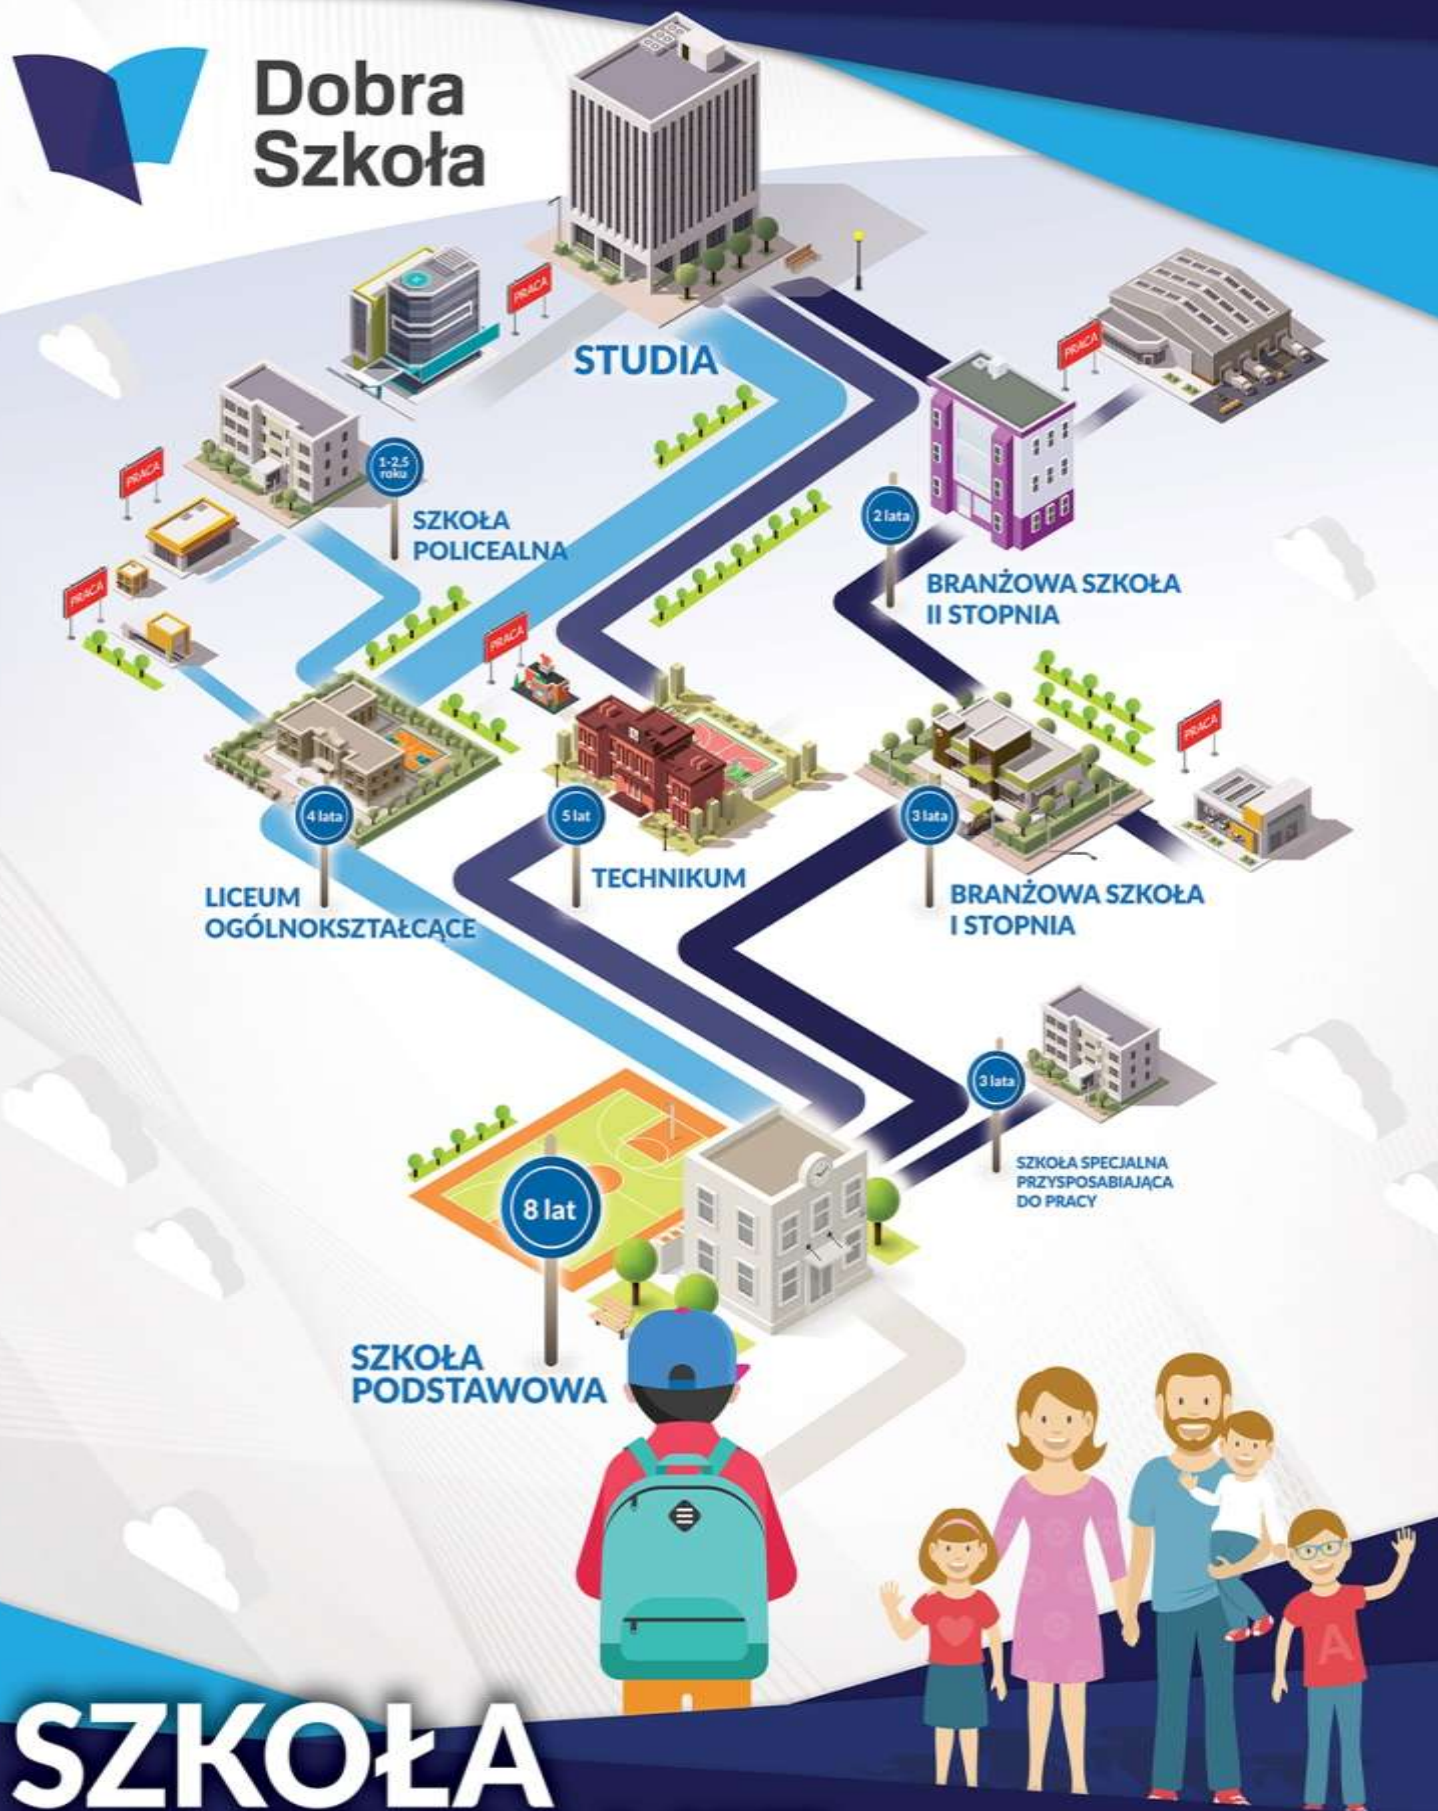 Dobra
Szkoła
PRACA
STUDIA
PRACA
1-2,5
roku
PRACA
SZKOŁA
POLICEALNA
2 lata
BRANŻOWA SZKOŁA
II STOPNIA
PRACA
PRACA
PRACA
4 lata
5 lat
3 lata
LICEUM
OGÓLNOKSZTAŁCĄCE
TECHNIKUM
BRANŻOWA SZKOŁA
I STOPNIA
3 lata
SZKOŁA SPECJALNA
PRZYSPOSABIAJĄCA
DO PRACY
8 lat
SZKOŁA
PODSTAWOWA
A
SZKOŁA